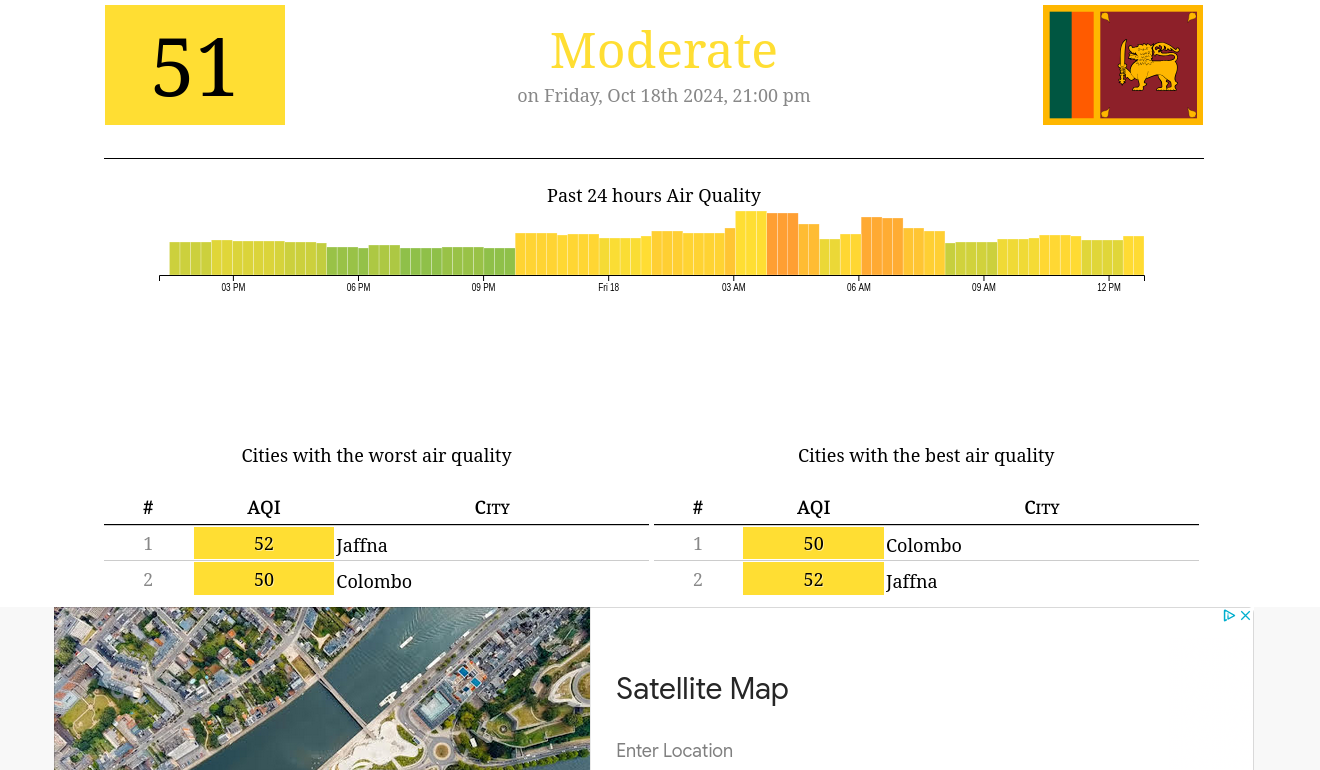 51
Moderate
on Friday, Oct 18th 2024, 21:00 pm
Past 24 hours Air Quality
03 PM 06 PM 09 PM Fri 18 03 AM 06 AM 09 AM 12 PM
Cities with the worst air quality
# AQI City
1 52 Jaffna
2 50 Colombo
Cities with the best air quality
# AQI City
1 50 Colombo
2 52 Jaffna
Satellite Map
Enter Location